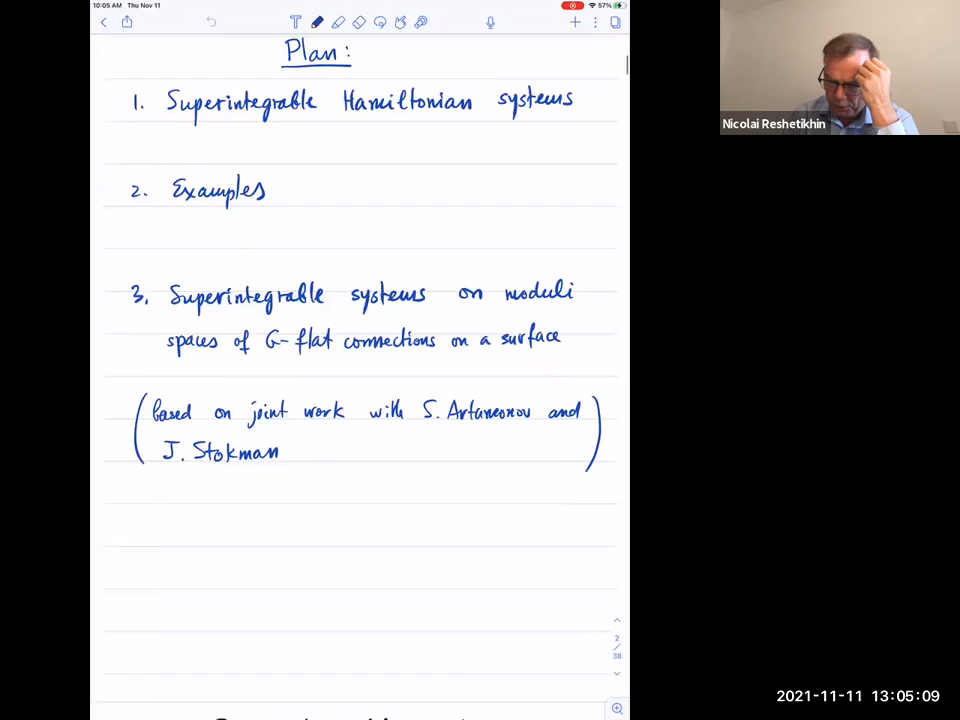 10:05 AM Thu Nov 11
57%
Plan:
1. Superintegrable Hamiltonian systems
2. Examples
3. Superintegrable systems on moduli
spaces of G-flat connections on a surface
(based on joint work with S. Artamonov and
J. Stokman)
2
/
38
Nicolai Reshetikhin
2021-11-11 13:05:09